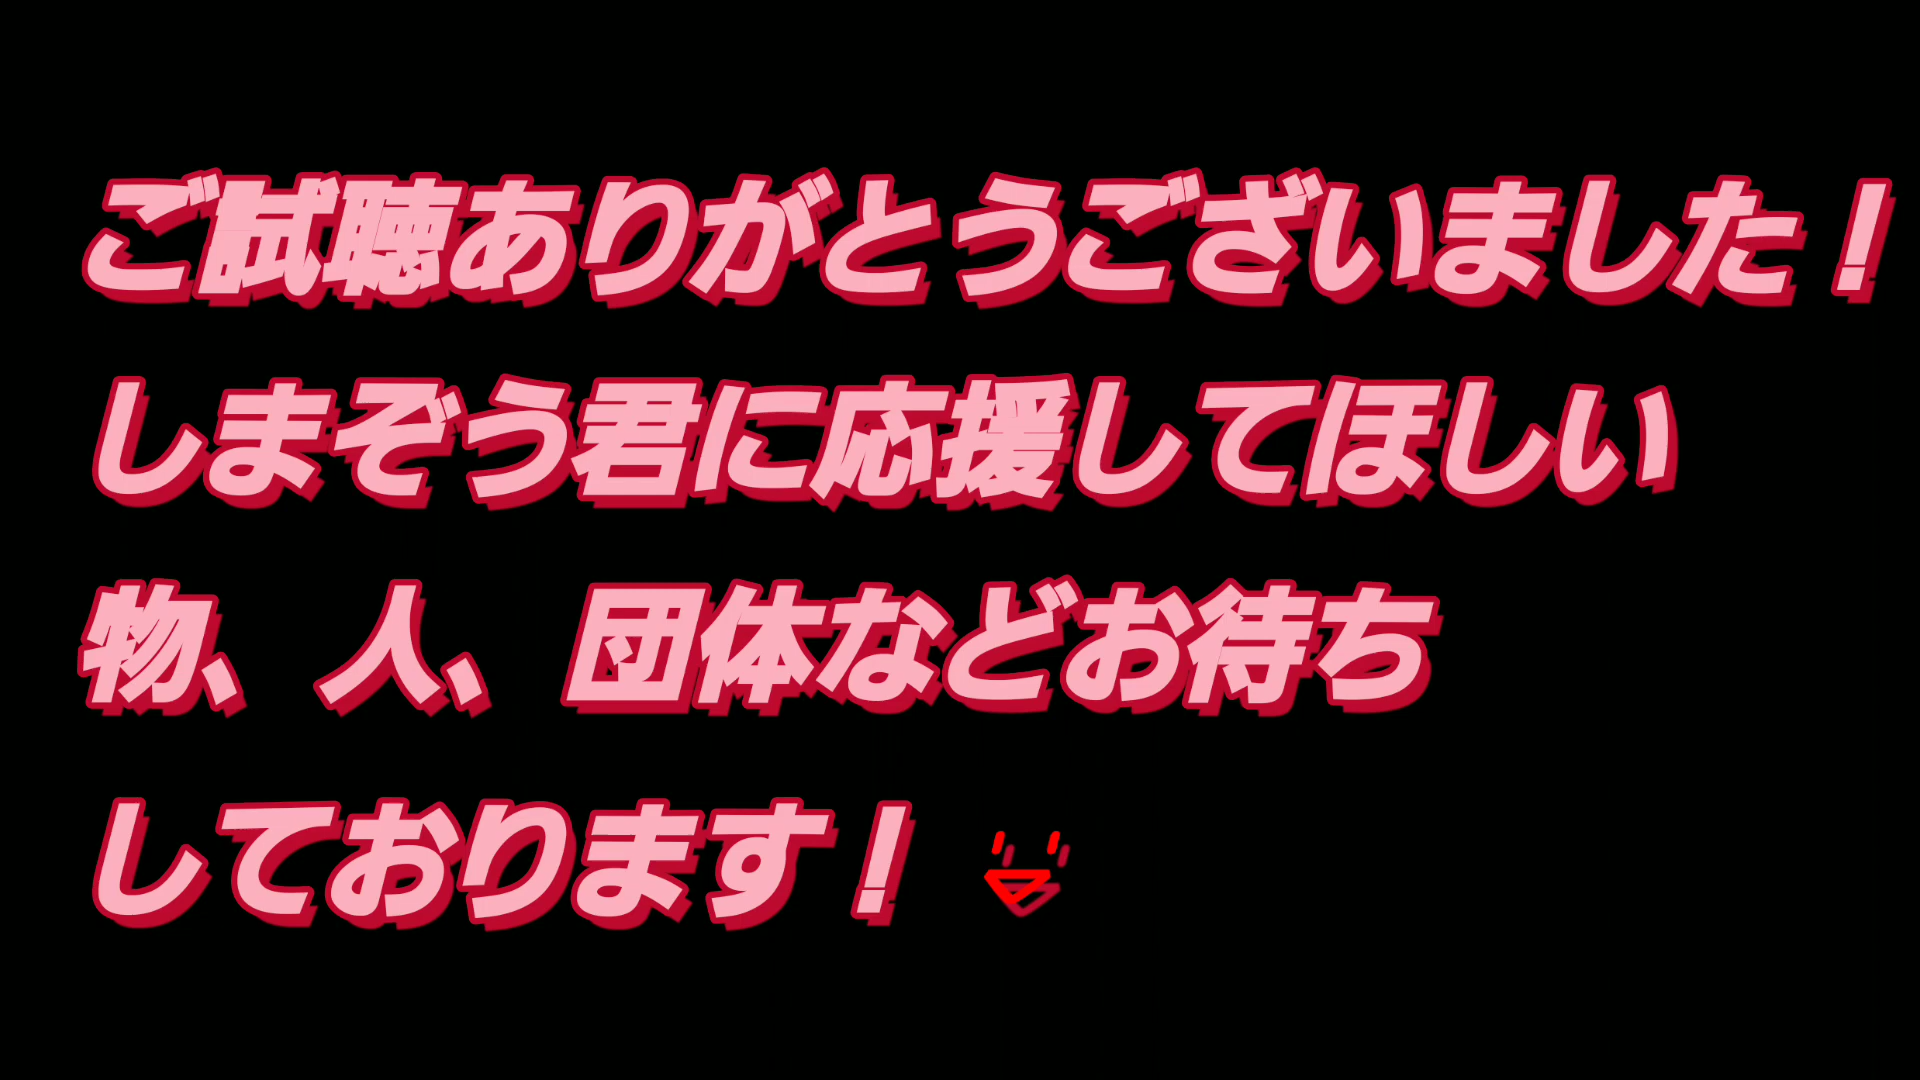 ご試聴ありがとうございました！
しまぞう君に応援してほしい
物、人、団体などお待ち
しております！